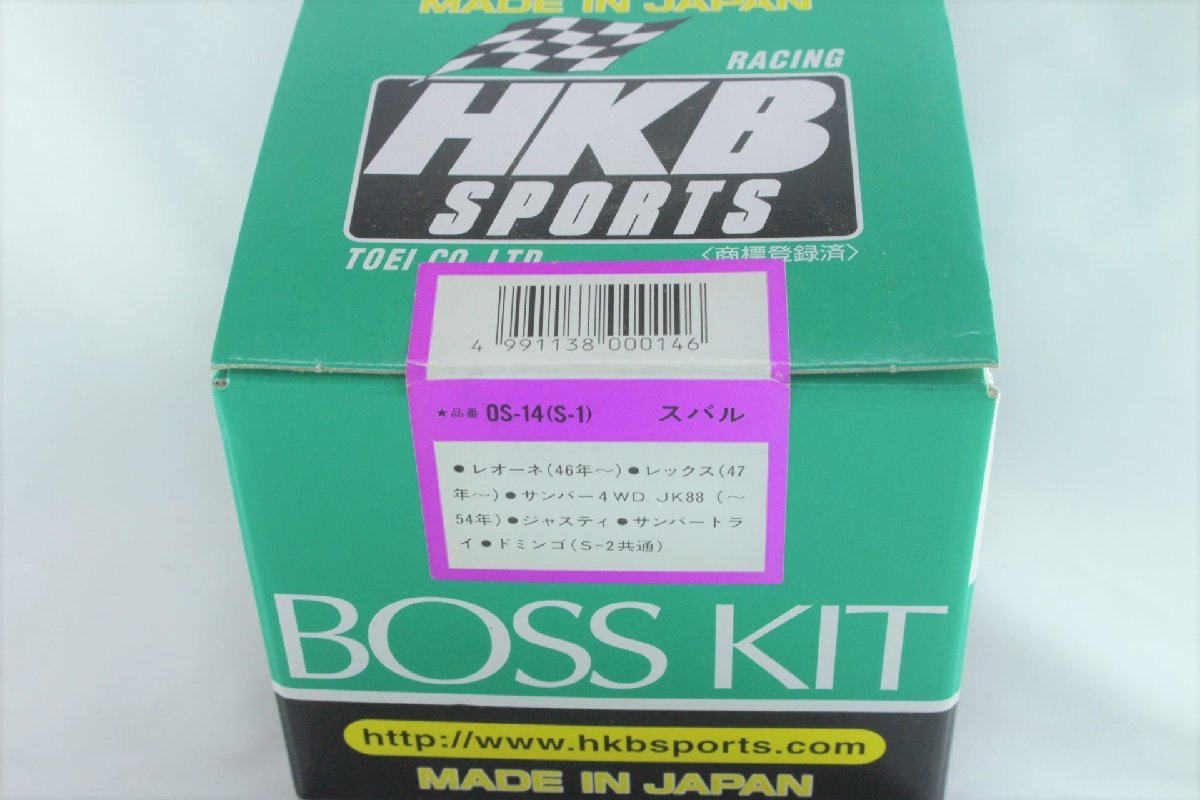 MADE IN JAPAN
RACING
HKB
SPORTS
TOEI CO. LTD
〈商標登録済〉
4 991138 000146
★品番 OS-14(S-1) スバル
●レオーネ(46年～)●レックス(47
年～)●サンバー4WD. JK88 (～
54年)●ジャスティ●サンバートラ
イ●ドミンゴ(S-2共通)
BOSS KIT
http://www.hkbsports.com
MADE IN JAPAN